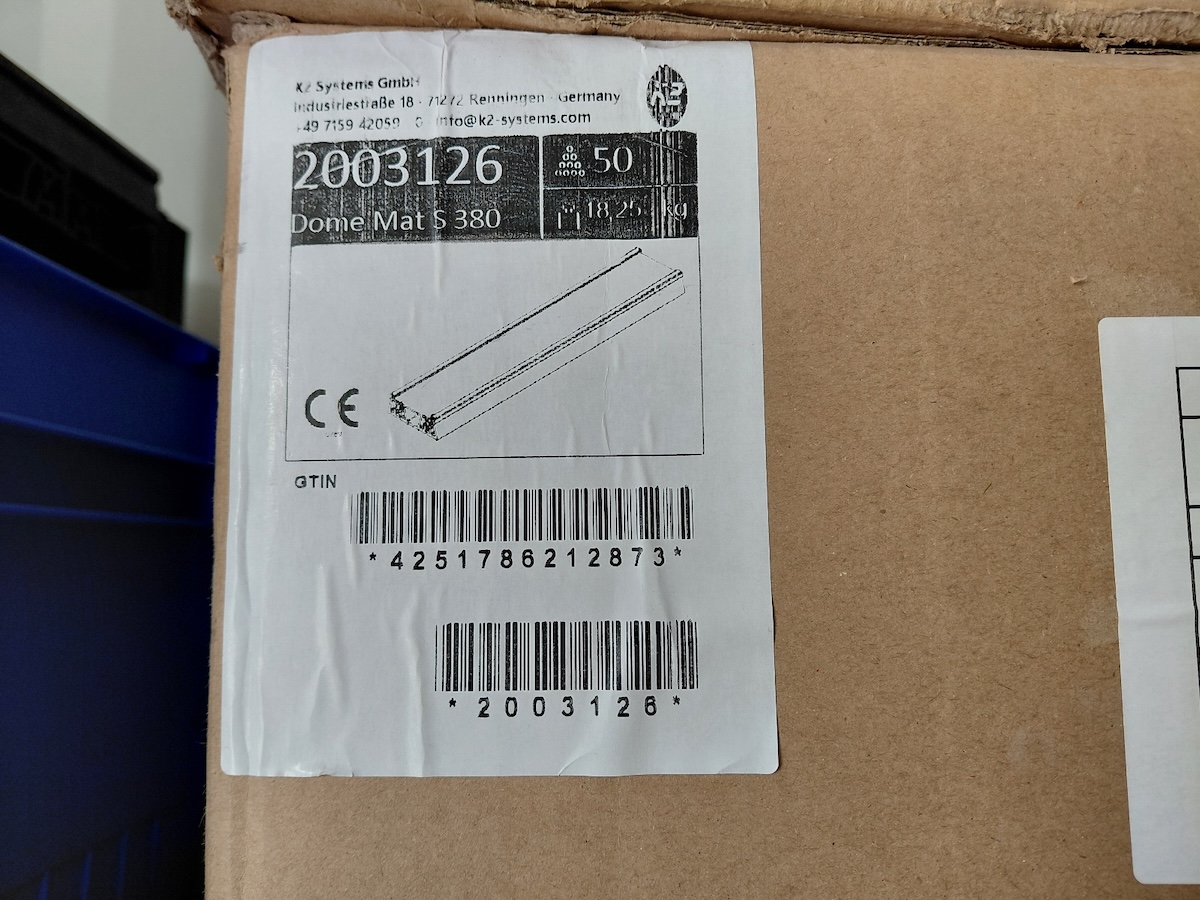 K2 Systems GmbH
Industriestraße 18 · 71272 Renningen · Germany
+49 7159 42059 0 info@k2-systems.com
K2
2003126
50
Dome Mat S 380
18,25 kg
CE
GTIN
*4251786212873*
*2003126*